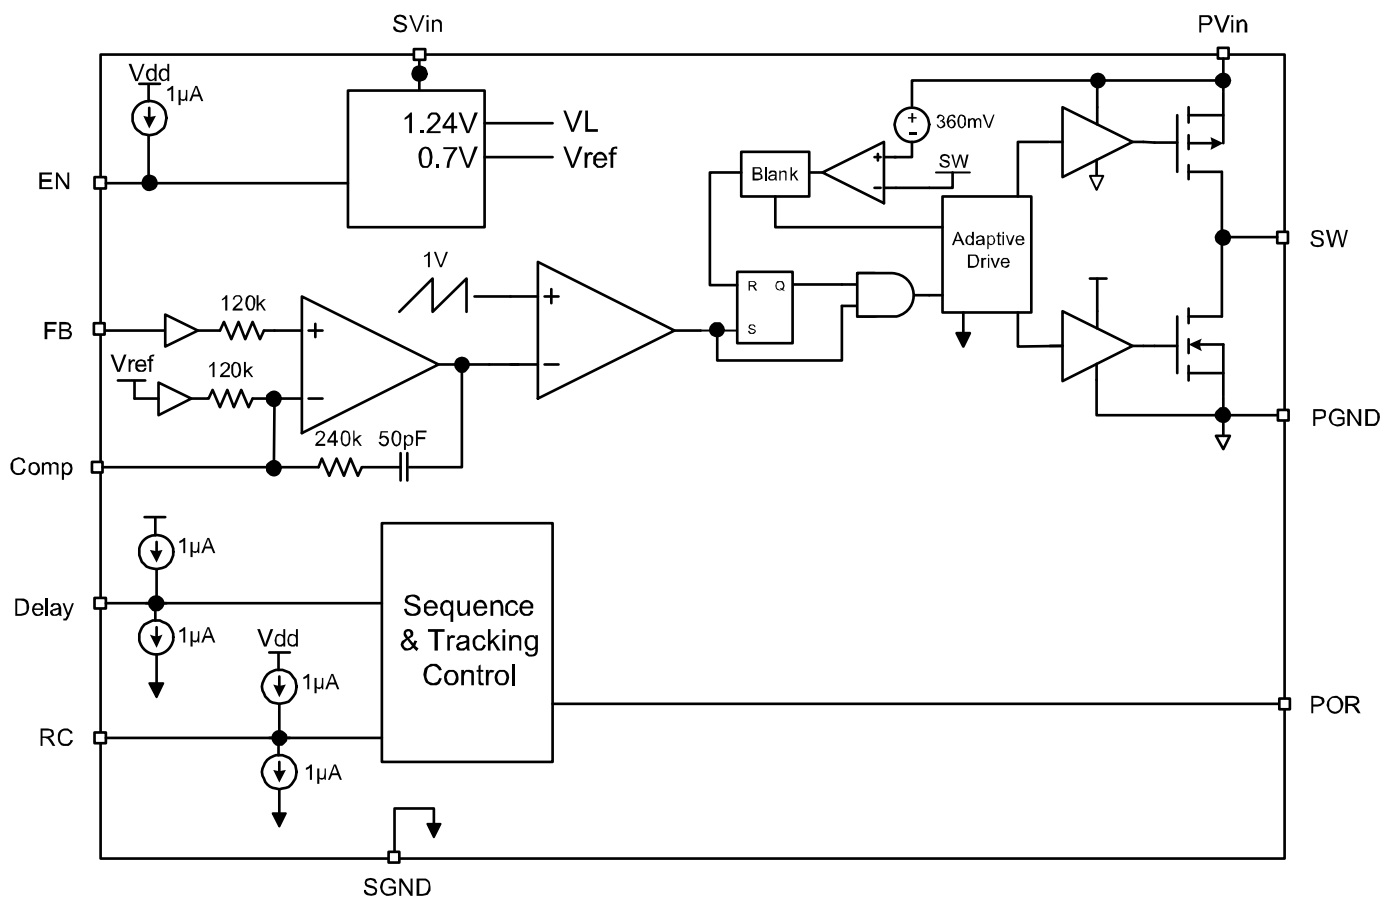 SVin
PVin
Vdd
1µA
1.24V
VL
0.7V
Vref
EN
360mV
+
-
+
-
SW
Blank
Adaptive
Drive
SW
1V
120k
FB
+
+
-
R Q
S
Vref
120k
-
240k
50pF
Comp
PGND
1µA
Delay
1µA
Sequence
& Tracking
Control
Vdd
1µA
RC
1µA
POR
SGND